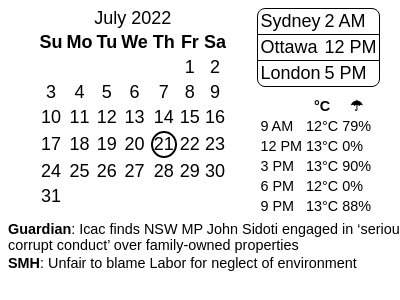 July 2022
Su Mo Tu We Th Fr Sa
1 2
3 4 5 6 7 8 9
10 11 12 13 14 15 16
17 18 19 20 21 22 23
24 25 26 27 28 29 30
31
Sydney 2 AM
Ottawa 12 PM
London 5 PM
°C ☂
9 AM 12°C 79%
12 PM 13°C 0%
3 PM 13°C 90%
6 PM 12°C 0%
9 PM 13°C 88%
Guardian: Icac finds NSW MP John Sidoti engaged in ‘seriou
corrupt conduct’ over family-owned properties
SMH: Unfair to blame Labor for neglect of environment